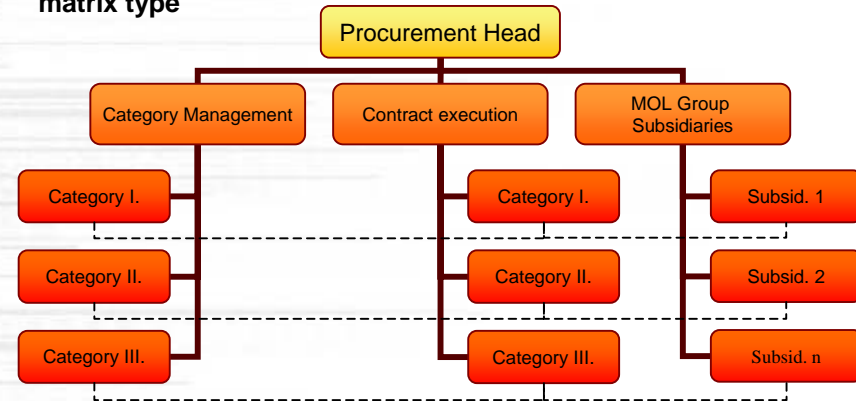 matrix type
Procurement Head
Category Management
Contract execution
MOL Group
Subsidiaries
Category I.
Category I.
Subsid. 1
Category II.
Category II.
Subsid. 2
Category III.
Category III.
Subsid. n